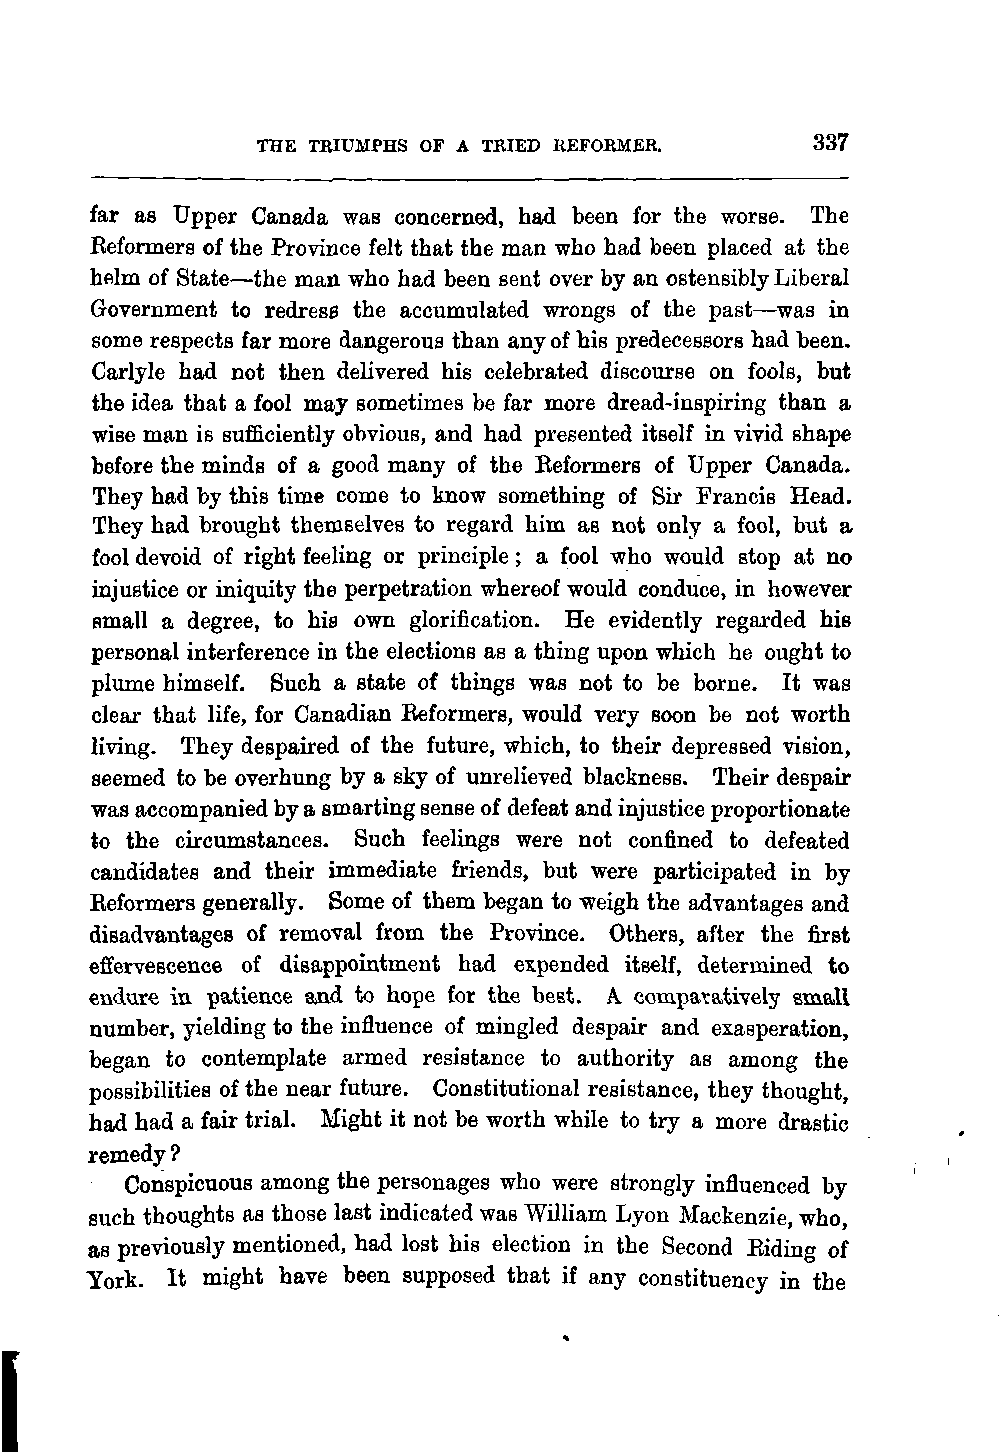 THE TRIUMPHS OF A TRIED REFORMER. 337
far as Upper Canada was concerned, had been for the worse. The
Reformers of the Province felt that the man who had been placed at the
helm of State—the man who had been sent over by an ostensibly Liberal
Government to redress the accumulated wrongs of the past—was in
some respects far more dangerous than any of his predecessors had been.
Carlyle had not then delivered his celebrated discourse on fools, but
the idea that a fool may sometimes be far more dread-inspiring than a
wise man is sufficiently obvious, and had presented itself in vivid shape
before the minds of a good many of the Reformers of Upper Canada.
They had by this time come to know something of Sir Francis Head.
They had brought themselves to regard him as not only a fool, but a
fool devoid of right feeling or principle; a fool who would stop at no
injustice or iniquity the perpetration whereof would conduce, in however
small a degree, to his own glorification. He evidently regarded his
personal interference in the elections as a thing upon which he ought to
plume himself. Such a state of things was not to be borne. It was
clear that life, for Canadian Reformers, would very soon be not worth
living. They despaired of the future, which, to their depressed vision,
seemed to be overhung by a sky of unrelieved blackness. Their despair
was accompanied by a smarting sense of defeat and injustice proportionate
to the circumstances. Such feelings were not confined to defeated
candidates and their immediate friends, but were participated in by
Reformers generally. Some of them began to weigh the advantages and
disadvantages of removal from the Province. Others, after the first
effervescence of disappointment had expended itself, determined to
endure in patience and to hope for the best. A comparatively small
number, yielding to the influence of mingled despair and exasperation,
began to contemplate armed resistance to authority as among the
possibilities of the near future. Constitutional resistance, they thought,
had had a fair trial. Might it not be worth while to try a more drastic
remedy?
Conspicuous among the personages who were strongly influenced by
such thoughts as those last indicated was William Lyon Mackenzie, who,
as previously mentioned, had lost his election in the Second Riding of
York. It might have been supposed that if any constituency in the